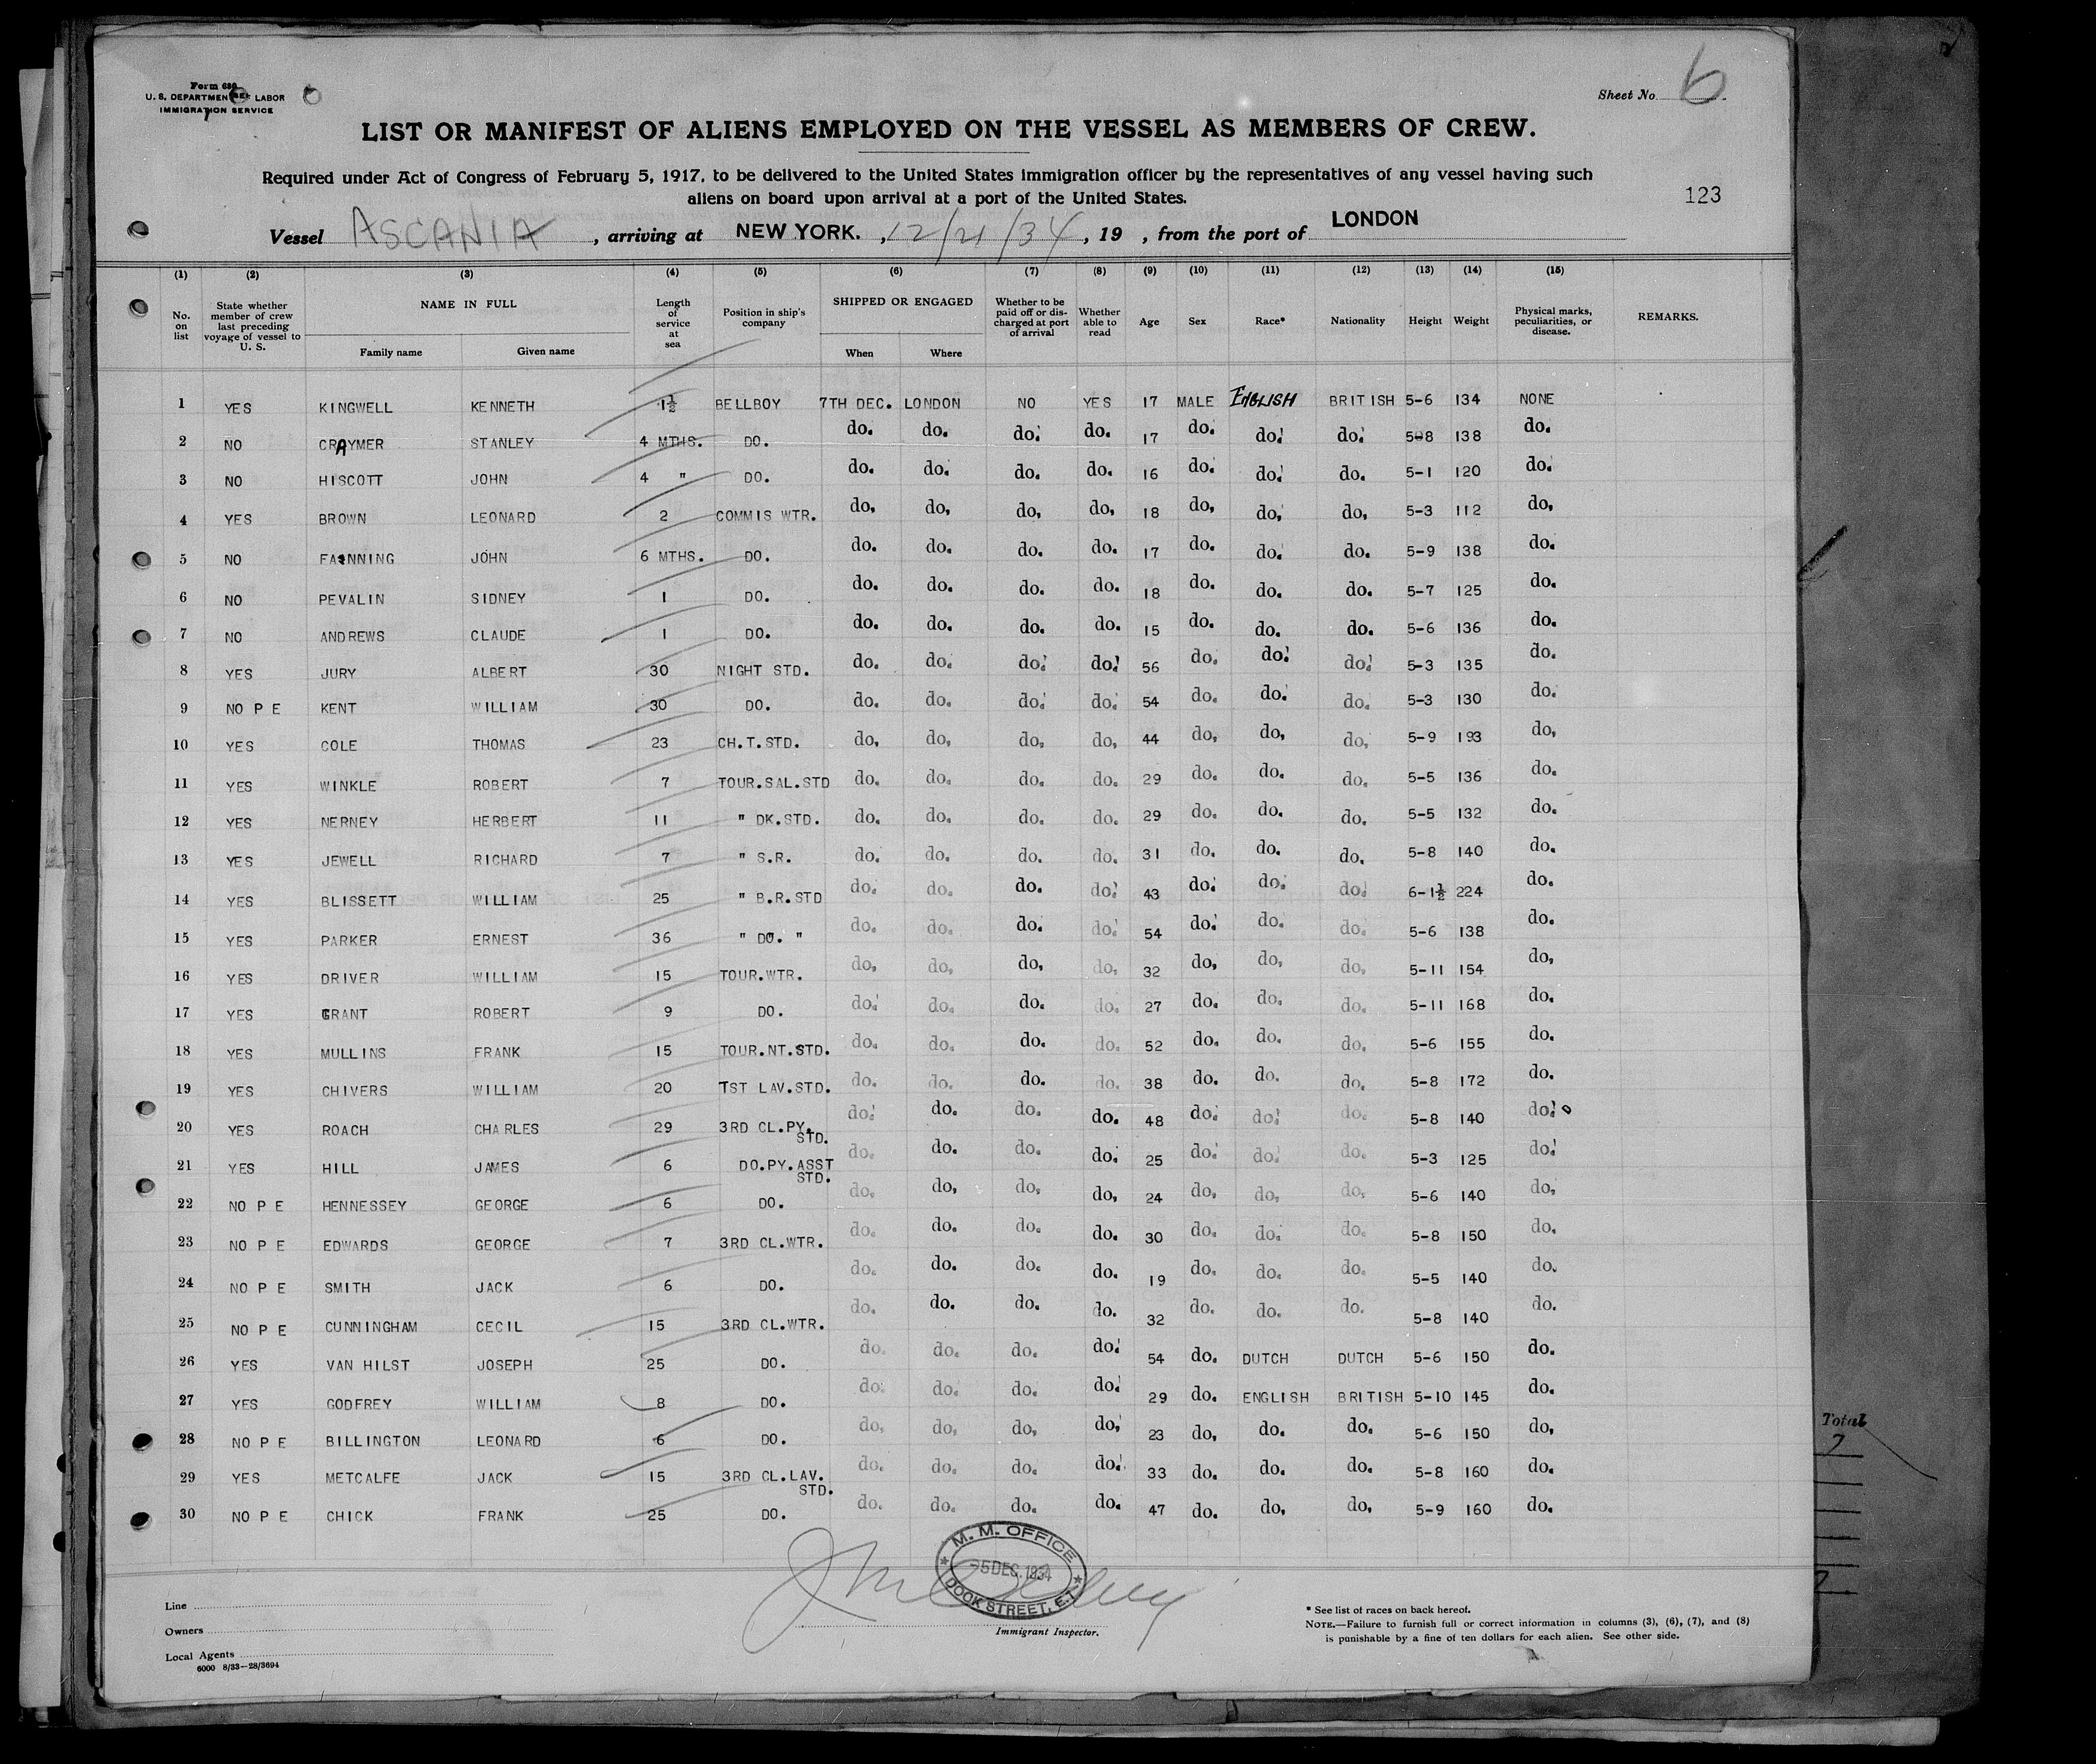 Form 680
U. S. DEPARTMENT OF LABOR
IMMIGRATION SERVICE
Sheet No. 6
LIST OR MANIFEST OF ALIENS EMPLOYED ON THE VESSEL AS MEMBERS OF CREW.
Required under Act of Congress of February 5, 1917, to be delivered to the United States immigration officer by the representatives of any vessel having such
aliens on board upon arrival at a port of the United States.
123
Vessel ASCANIA, arriving at NEW YORK. , 12/21/34, 19 , from the port of LONDON
(1) (2) (3) (4) (5) (6) (7) (8) (9) (10) (11) (12) (13) (14) (15)
No. on list State whether member of crew last preceding voyage of vessel to U. S. NAME IN FULL Family name Given name Length of service at sea Position in ship's company SHIPPED OR ENGAGED When Where Whether to be paid off or discharged at port of arrival Whether able to read Age Sex Race* Nationality Height Weight Physical marks, peculiarities, or disease. REMARKS.
1 YES KINGWELL KENNETH 1½ BELLBOY 7TH DEC. LONDON NO YES 17 MALE ENGLISH BRITISH 5-6 134 NONE
2 NO CRAYMER STANLEY 4 MTHS. DO. do. do. do. do. 17 do. do. do. 5-8 138 do.
3 NO HISCOTT JOHN 4 " DO. do. do. do. do. 16 do. do. do. 5-1 120 do.
4 YES BROWN LEONARD 2 COMMIS WTR. do. do. do. do. 18 do. do. do. 5-3 112 do.
5 NO FANNING JOHN 6 MTHS. DO. do. do. do. do. 17 do. do. do. 5-9 138 do.
6 NO PEVALIN SIDNEY 1 DO. do. do. do. do. 18 do. do. do. 5-7 125 do.
7 NO ANDREWS CLAUDE 1 DO. do. do. do. do. 15 do. do. do. 5-6 136 do.
8 YES JURY ALBERT 30 NIGHT STD. do. do. do. do. 56 do. do. do. 5-3 135 do.
9 NO P E KENT WILLIAM 30 DO. do. do. do. do. 54 do. do. do. 5-3 130 do.
10 YES COLE THOMAS 23 CH.T.STD. do. do. do. do. 44 do. do. do. 5-9 193 do.
11 YES WINKLE ROBERT 7 TOUR.SAL.STD do. do. do. do. 29 do. do. do. 5-5 136 do.
12 YES NERNEY HERBERT 11 " DK.STD. do. do. do. do. 29 do. do. do. 5-5 132 do.
13 YES JEWELL RICHARD 7 " S.R. do. do. do. do. 31 do. do. do. 5-8 140 do.
14 YES BLISSETT WILLIAM 25 " B.R.STD do. do. do. do. 43 do. do. do. 6-1½ 224 do.
15 YES PARKER ERNEST 36 " DO. " do. do. do. do. 54 do. do. do. 5-6 138 do.
16 YES DRIVER WILLIAM 15 TOUR.WTR. do. do. do. do. 32 do. do. do. 5-11 154 do.
17 YES GRANT ROBERT 9 DO. do. do. do. do. 27 do. do. do. 5-11 168 do.
18 YES MULLINS FRANK 15 TOUR.NT.STD. do. do. do. do. 52 do. do. do. 5-6 155 do.
19 YES CHIVERS WILLIAM 20 TST LAV.STD. do. do. do. do. 38 do. do. do. 5-8 172 do.
20 YES ROACH CHARLES 29 3RD CL.PY. STD. do. do. do. do. 48 do. do. do. 5-8 140 do.
21 YES HILL JAMES 6 DO.PY.ASST STD. do. do. do. do. 25 do. do. do. 5-3 125 do.
22 NO P E HENNESSEY GEORGE 6 DO. do. do. do. do. 24 do. do. do. 5-6 140 do.
23 NO P E EDWARDS GEORGE 7 3RD CL.WTR. do. do. do. do. 30 do. do. do. 5-8 150 do.
24 NO P E SMITH JACK 6 DO. do. do. do. do. 19 do. do. do. 5-5 140 do.
25 NO P E CUNNINGHAM CECIL 15 3RD CL.WTR. do. do. do. do. 32 do. do. do. 5-8 140 do.
26 YES VAN HILST JOSEPH 25 DO. do. do. do. do. 54 do. DUTCH DUTCH 5-6 150 do.
27 YES GODFREY WILLIAM 8 DO. do. do. do. do. 29 do. ENGLISH BRITISH 5-10 145 do.
28 NO P E BILLINGTON LEONARD 6 DO. do. do. do. do. 23 do. do. do. 5-6 150 do.
29 YES METCALFE JACK 15 3RD CL.LAV. STD. do. do. do. do. 33 do. do. do. 5-8 160 do.
30 NO P E CHICK FRANK 25 DO. do. do. do. do. 47 do. do. do. 5-9 160 do.
Total
M. M. OFFICE
-5 DEC. 1934
DOCK STREET, E.1
Line
Owners
Local Agents
6000 8/33—28/3694
Immigrant Inspector.
* See list of races on back hereof.
NOTE.—Failure to furnish full or correct information in columns (3), (6), (7), and (8)
is punishable by a fine of ten dollars for each alien. See other side.